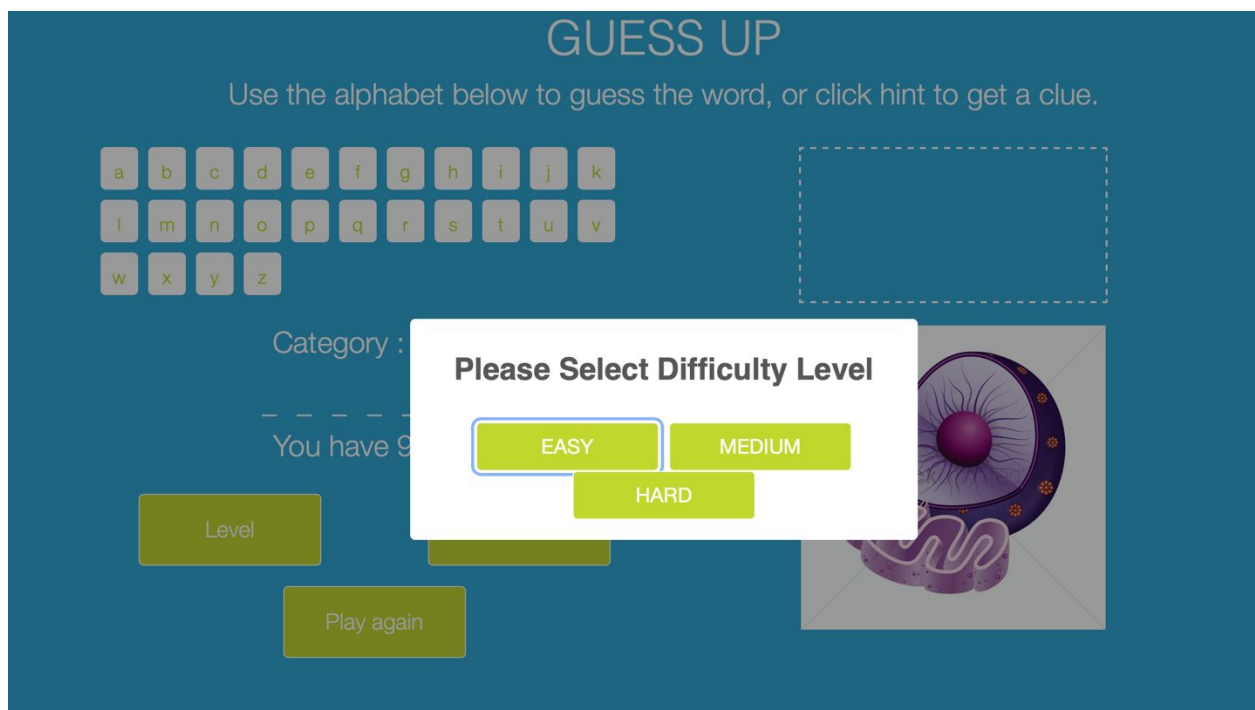 GUESS UP
Use the alphabet below to guess the word, or click hint to get a clue.
a b c d e f g h i j k
l m n o p q r s t u v
w x y z
Category :
Please Select Difficulty Level
_ _ _ _ _
You have 9
EASY MEDIUM
HARD
Level
Play again